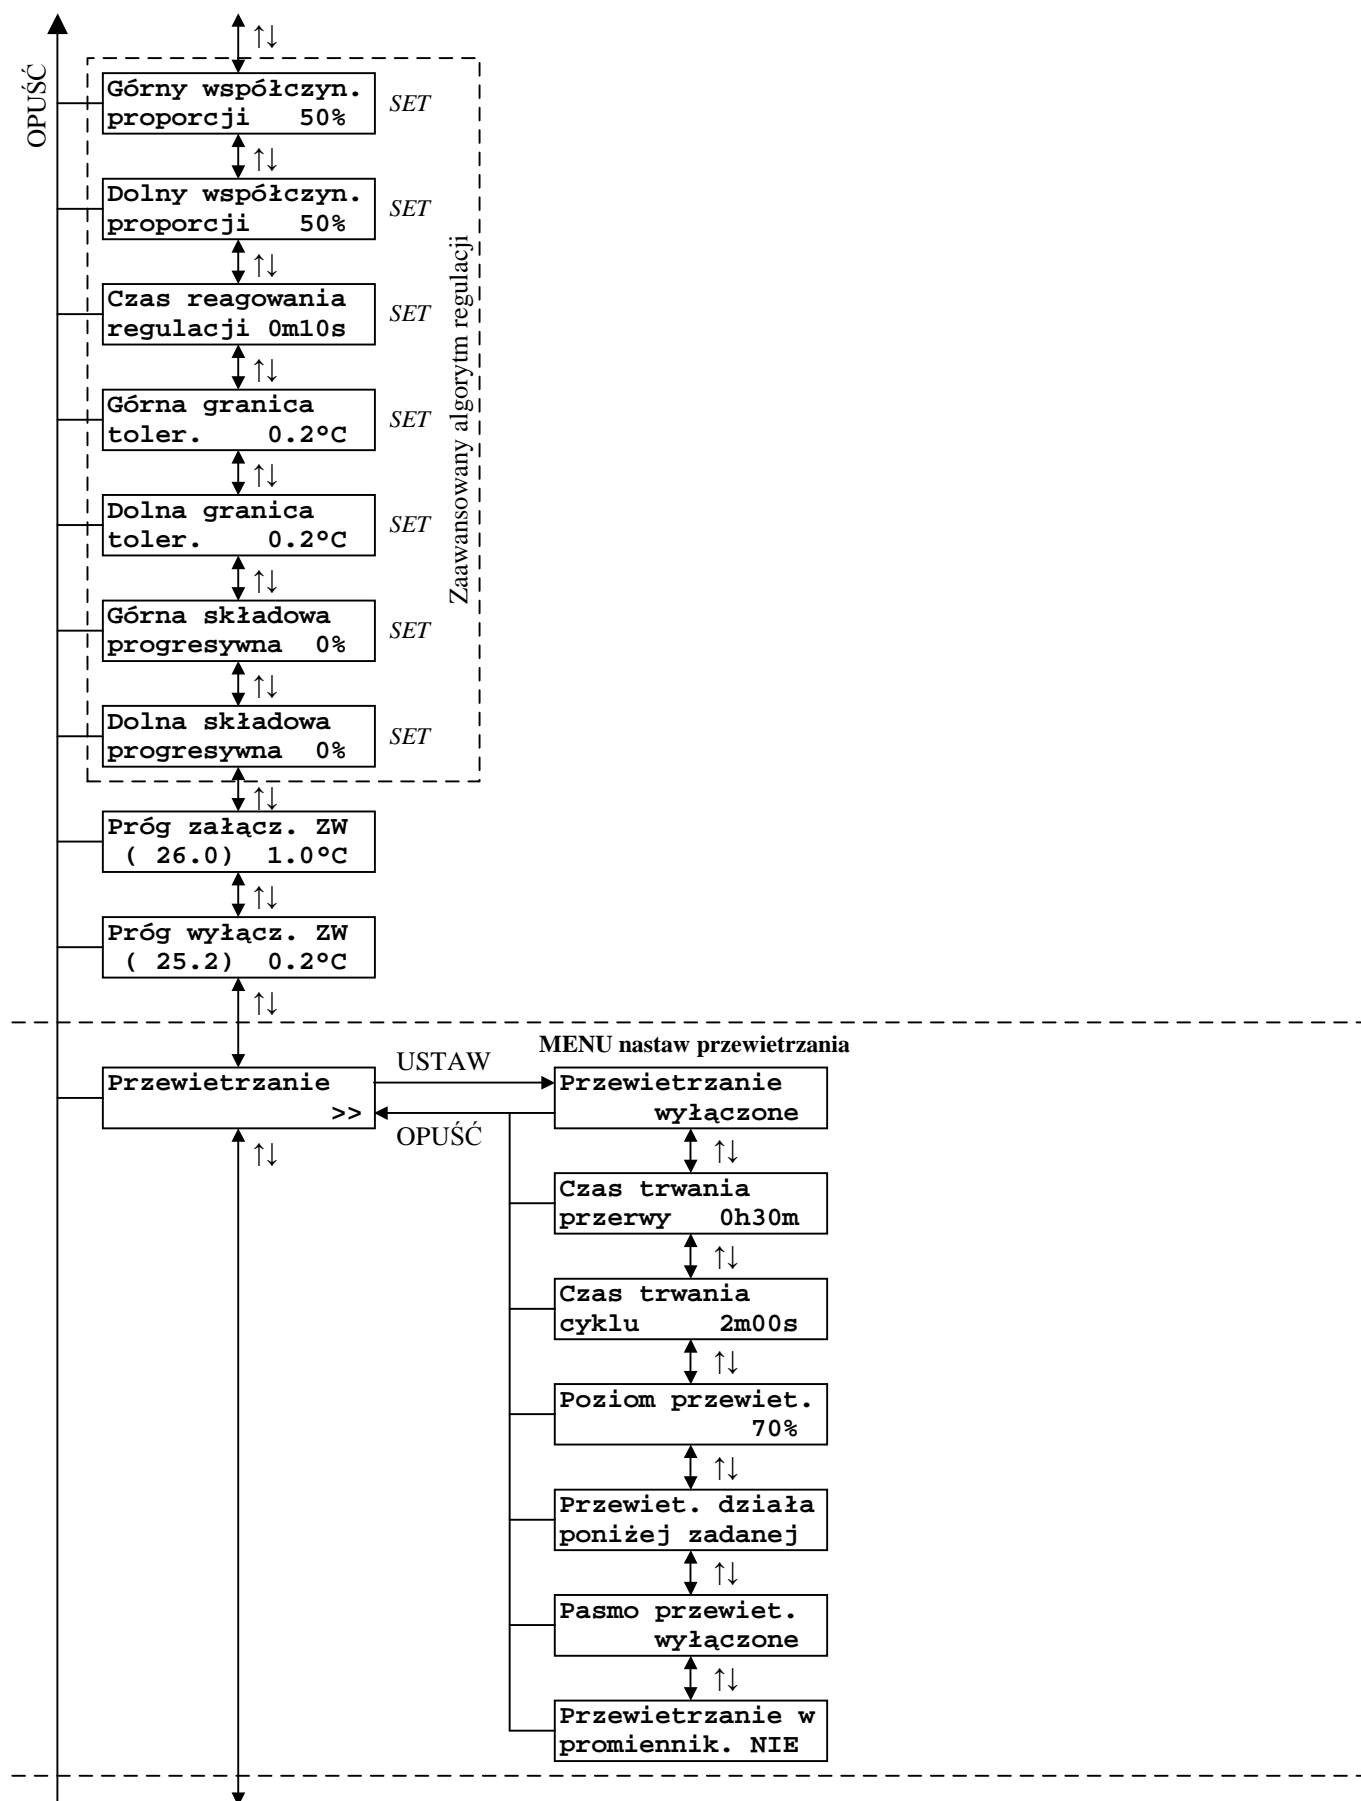 ↑↓
OPUŚĆ
Górny współczyn.
proporcji 50%
SET
↑↓
Dolny współczyn.
proporcji 50%
SET
↑↓
Czas reagowania
regulacji 0m10s
SET
↑↓
Górna granica
toler. 0.2°C
SET
↑↓
Dolna granica
toler. 0.2°C
SET
↑↓
Górna składowa
progresywna 0%
SET
↑↓
Dolna składowa
progresywna 0%
SET
Zaawansowany algorytm regulacji
↑↓
Próg załącz. ZW
( 26.0) 1.0°C
↑↓
Próg wyłącz. ZW
( 25.2) 0.2°C
↑↓
MENU nastaw przewietrzania
Przewietrzanie
>>
USTAW
OPUŚĆ
↑↓
Przewietrzanie
wyłączone
↑↓
Czas trwania
przerwy 0h30m
↑↓
Czas trwania
cyklu 2m00s
↑↓
Poziom przewiet.
70%
↑↓
Przewiet. działa
poniżej zadanej
↑↓
Pasmo przewiet.
wyłączone
↑↓
Przewietrzanie w
promiennik. NIE